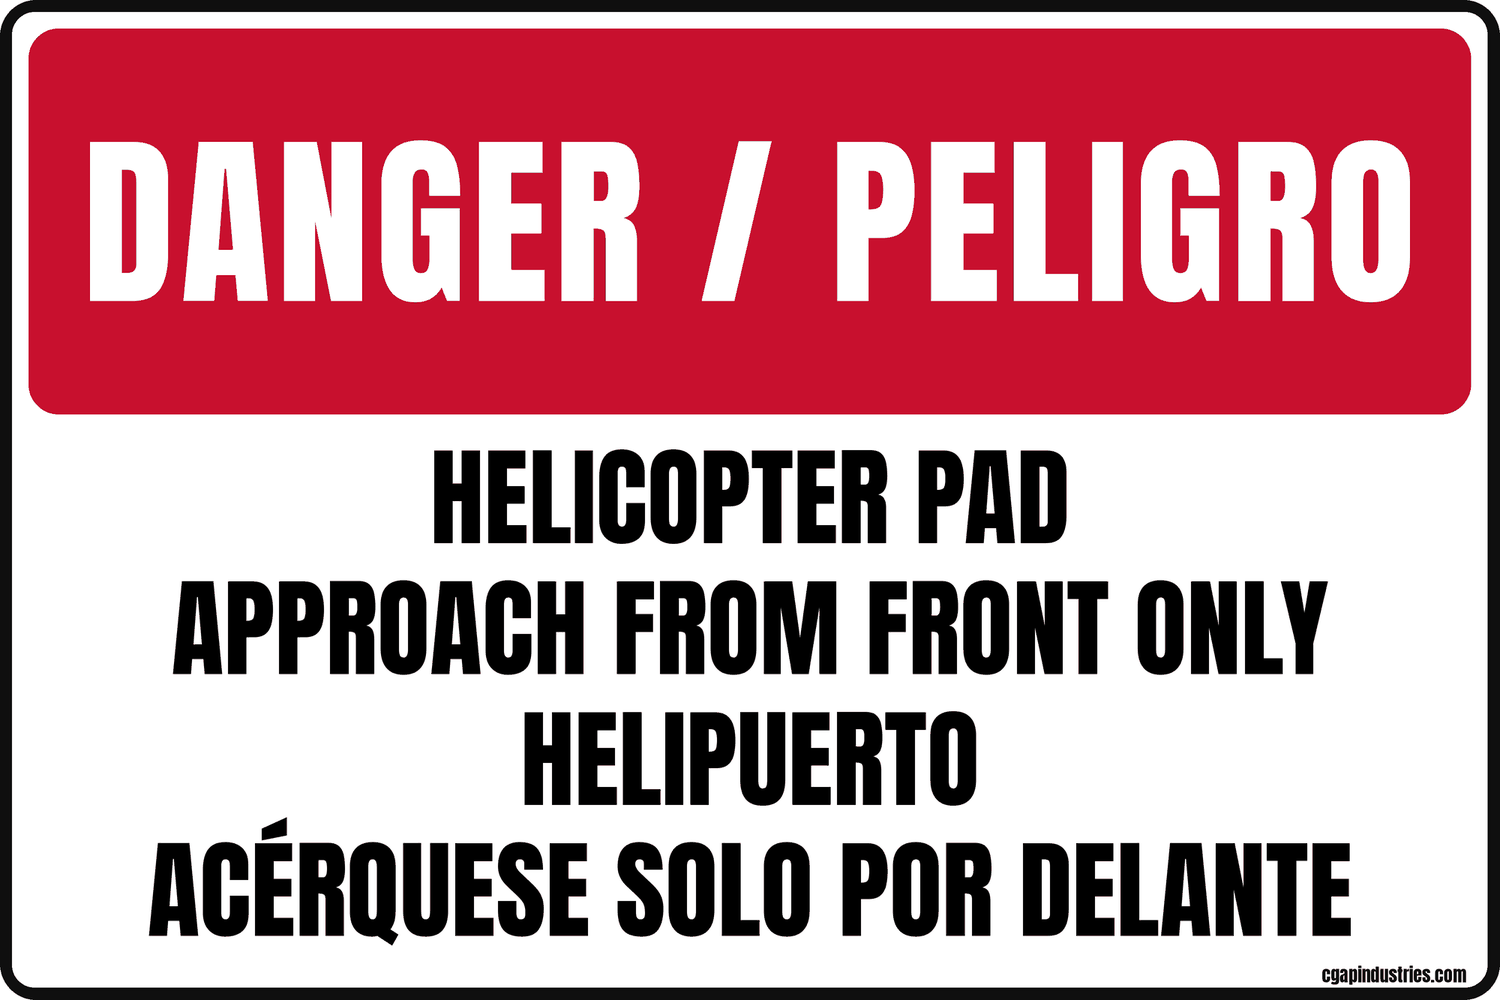 DANGER / PELIGRO
HELICOPTER PAD
APPROACH FROM FRONT ONLY
HELIPUERTO
ACÉRQUESE SOLO POR DELANTE
cgapindustries.com